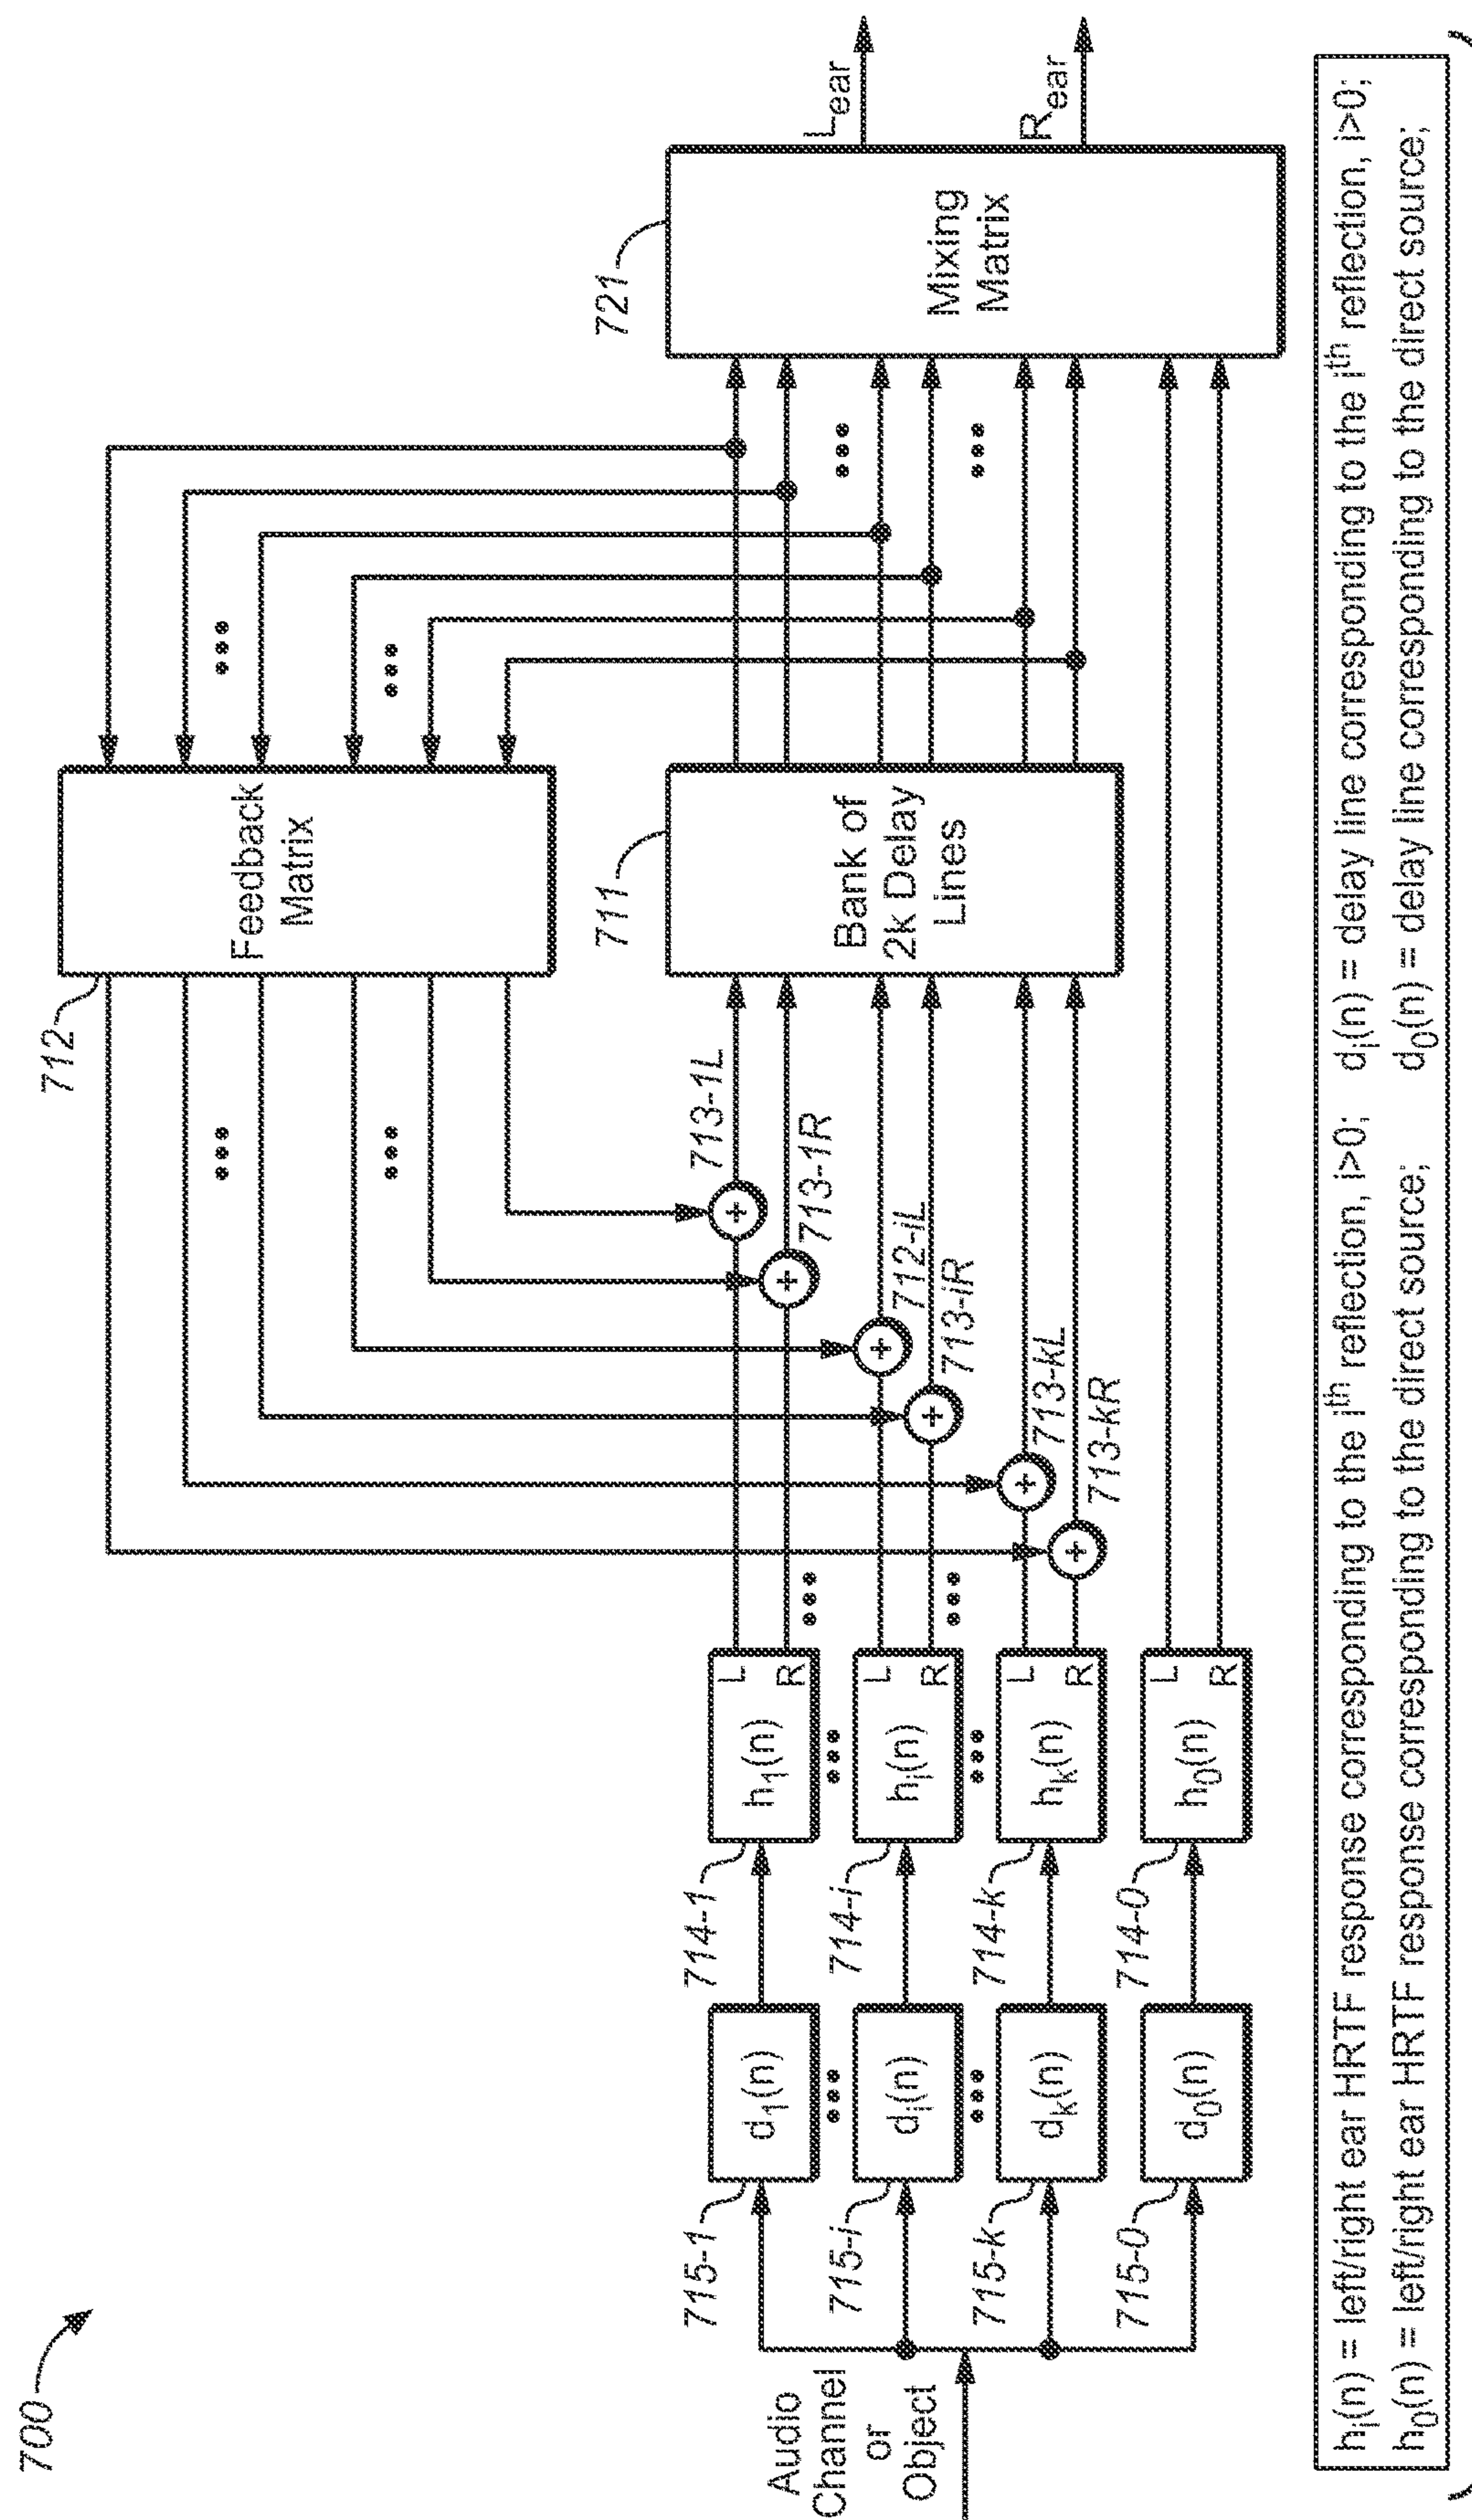 700
Audio
Channel
or
Object
715-1
d₁(n)
714-1
h₁(n)
L
R
715-i
dᵢ(n)
714-i
hᵢ(n)
L
R
715-k
dₖ(n)
714-k
hₖ(n)
L
R
715-0
d₀(n)
714-0
h₀(n)
L
R
713-1L
713-1R
712-iL
713-iR
713-kL
713-kR
712
Feedback
Matrix
711
Bank of
2k Delay
Lines
721
Mixing
Matrix
Lₑₐᵣ
Rₑₐᵣ
hᵢ(n) = left/right ear HRTF response corresponding to the iᵗʰ reflection, i>0; dᵢ(n) = delay line corresponding to the iᵗʰ reflection, i>0;
h₀(n) = left/right ear HRTF response corresponding to the direct source; d₀(n) = delay line corresponding to the direct source;